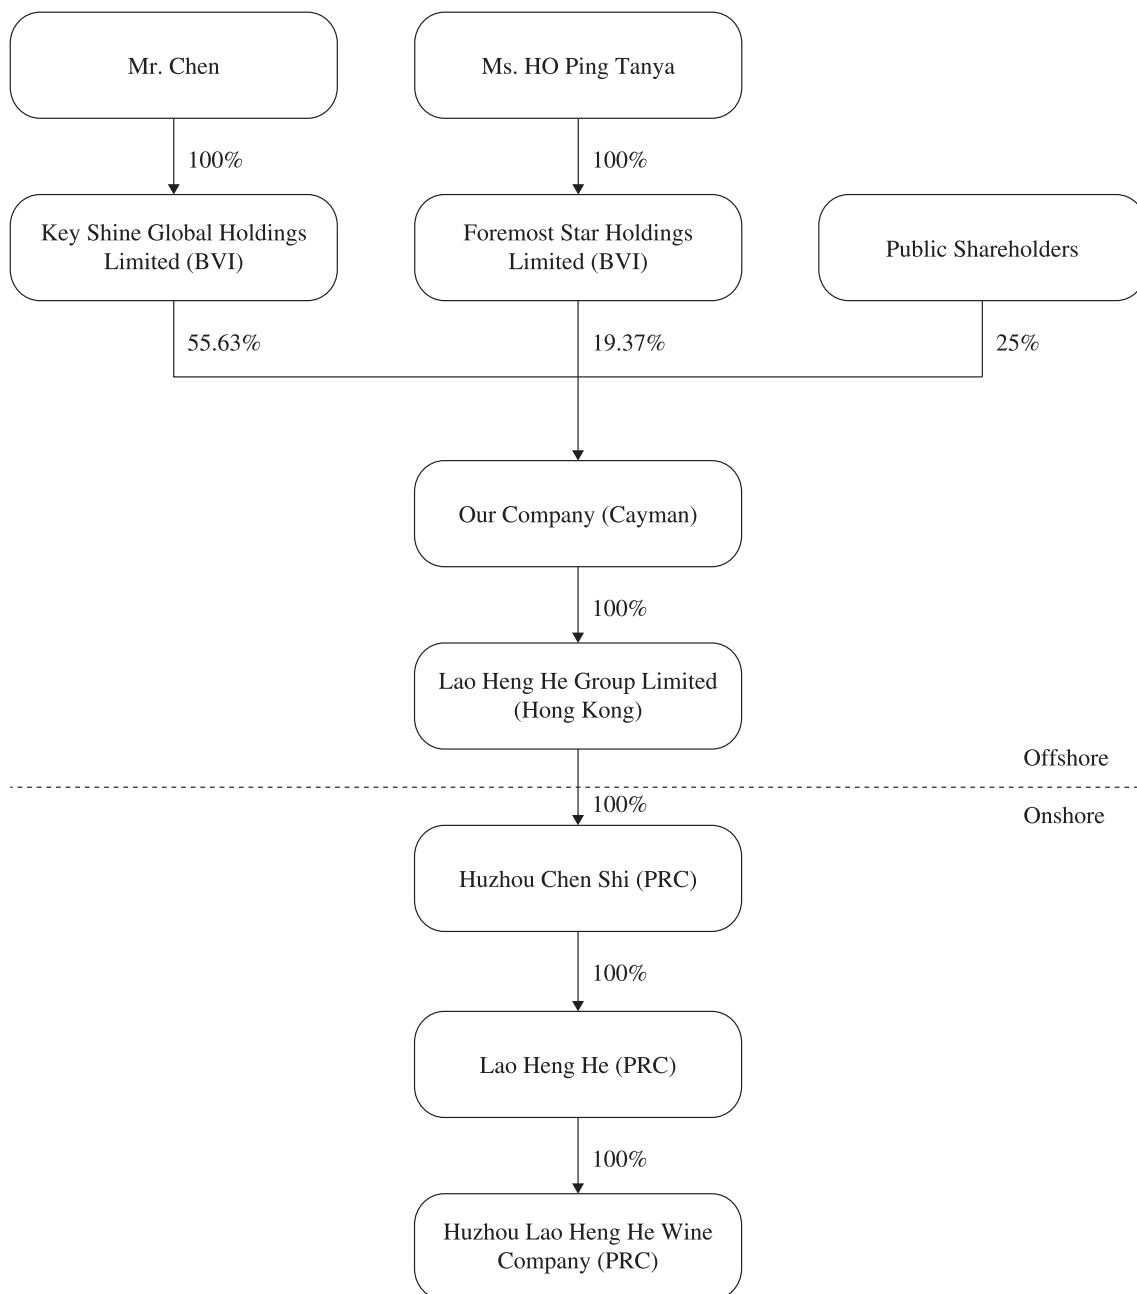 Mr. Chen
Ms. HO Ping Tanya
100%
100%
Key Shine Global Holdings
Limited (BVI)
Foremost Star Holdings
Limited (BVI)
Public Shareholders
55.63%
19.37%
25%
Our Company (Cayman)
100%
Lao Heng He Group Limited
(Hong Kong)
Offshore
100%
Onshore
Huzhou Chen Shi (PRC)
100%
Lao Heng He (PRC)
100%
Huzhou Lao Heng He Wine
Company (PRC)